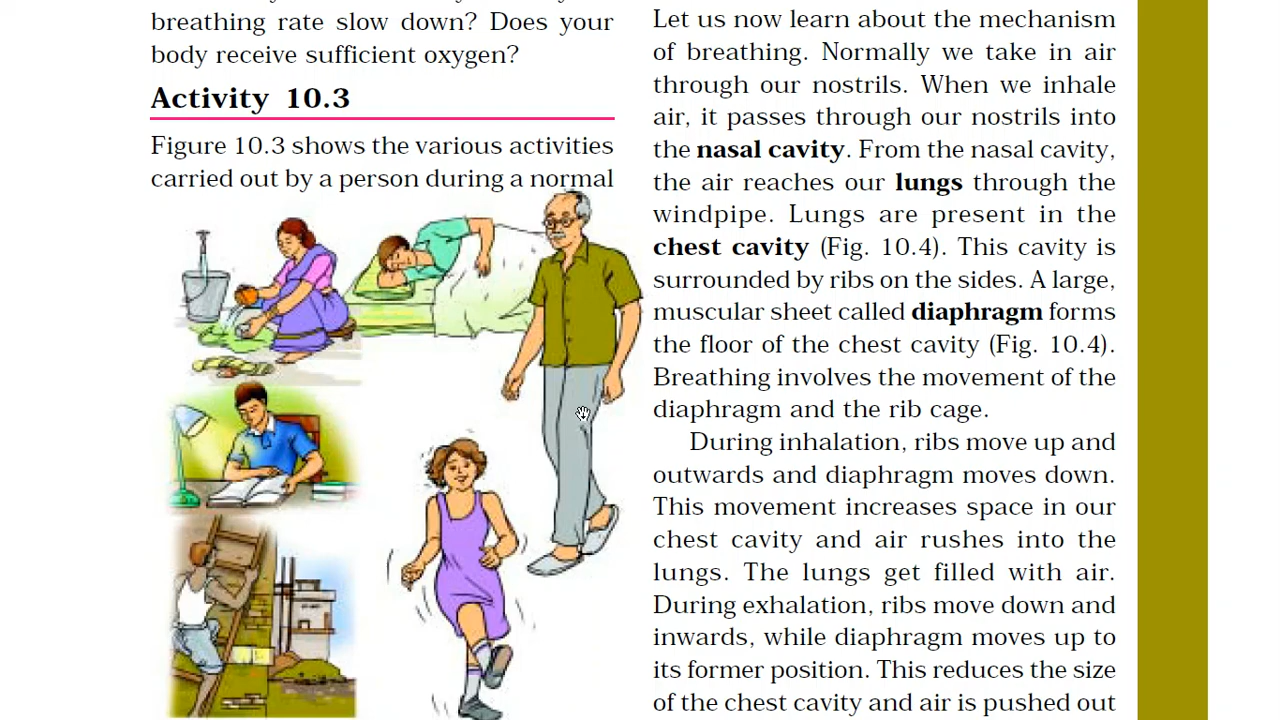 breathing rate slow down? Does your
body receive sufficient oxygen?
Activity 10.3
Figure 10.3 shows the various activities
carried out by a person during a normal
Let us now learn about the mechanism
of breathing. Normally we take in air
through our nostrils. When we inhale
air, it passes through our nostrils into
the nasal cavity. From the nasal cavity,
the air reaches our lungs through the
windpipe. Lungs are present in the
chest cavity (Fig. 10.4). This cavity is
surrounded by ribs on the sides. A large,
muscular sheet called diaphragm forms
the floor of the chest cavity (Fig. 10.4).
Breathing involves the movement of the
diaphragm and the rib cage.
During inhalation, ribs move up and
outwards and diaphragm moves down.
This movement increases space in our
chest cavity and air rushes into the
lungs. The lungs get filled with air.
During exhalation, ribs move down and
inwards, while diaphragm moves up to
its former position. This reduces the size
of the chest cavity and air is pushed out